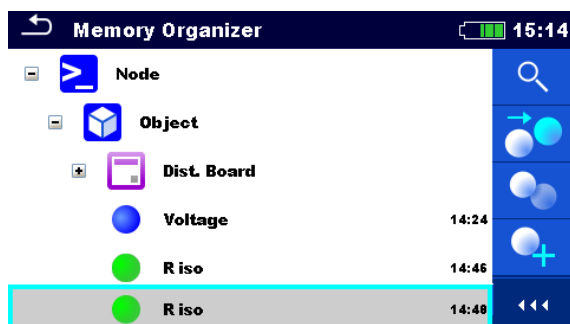 Memory Organizer 15:14
Node
Object
Dist. Board
Voltage 14:24
R iso 14:46
R iso 14:48